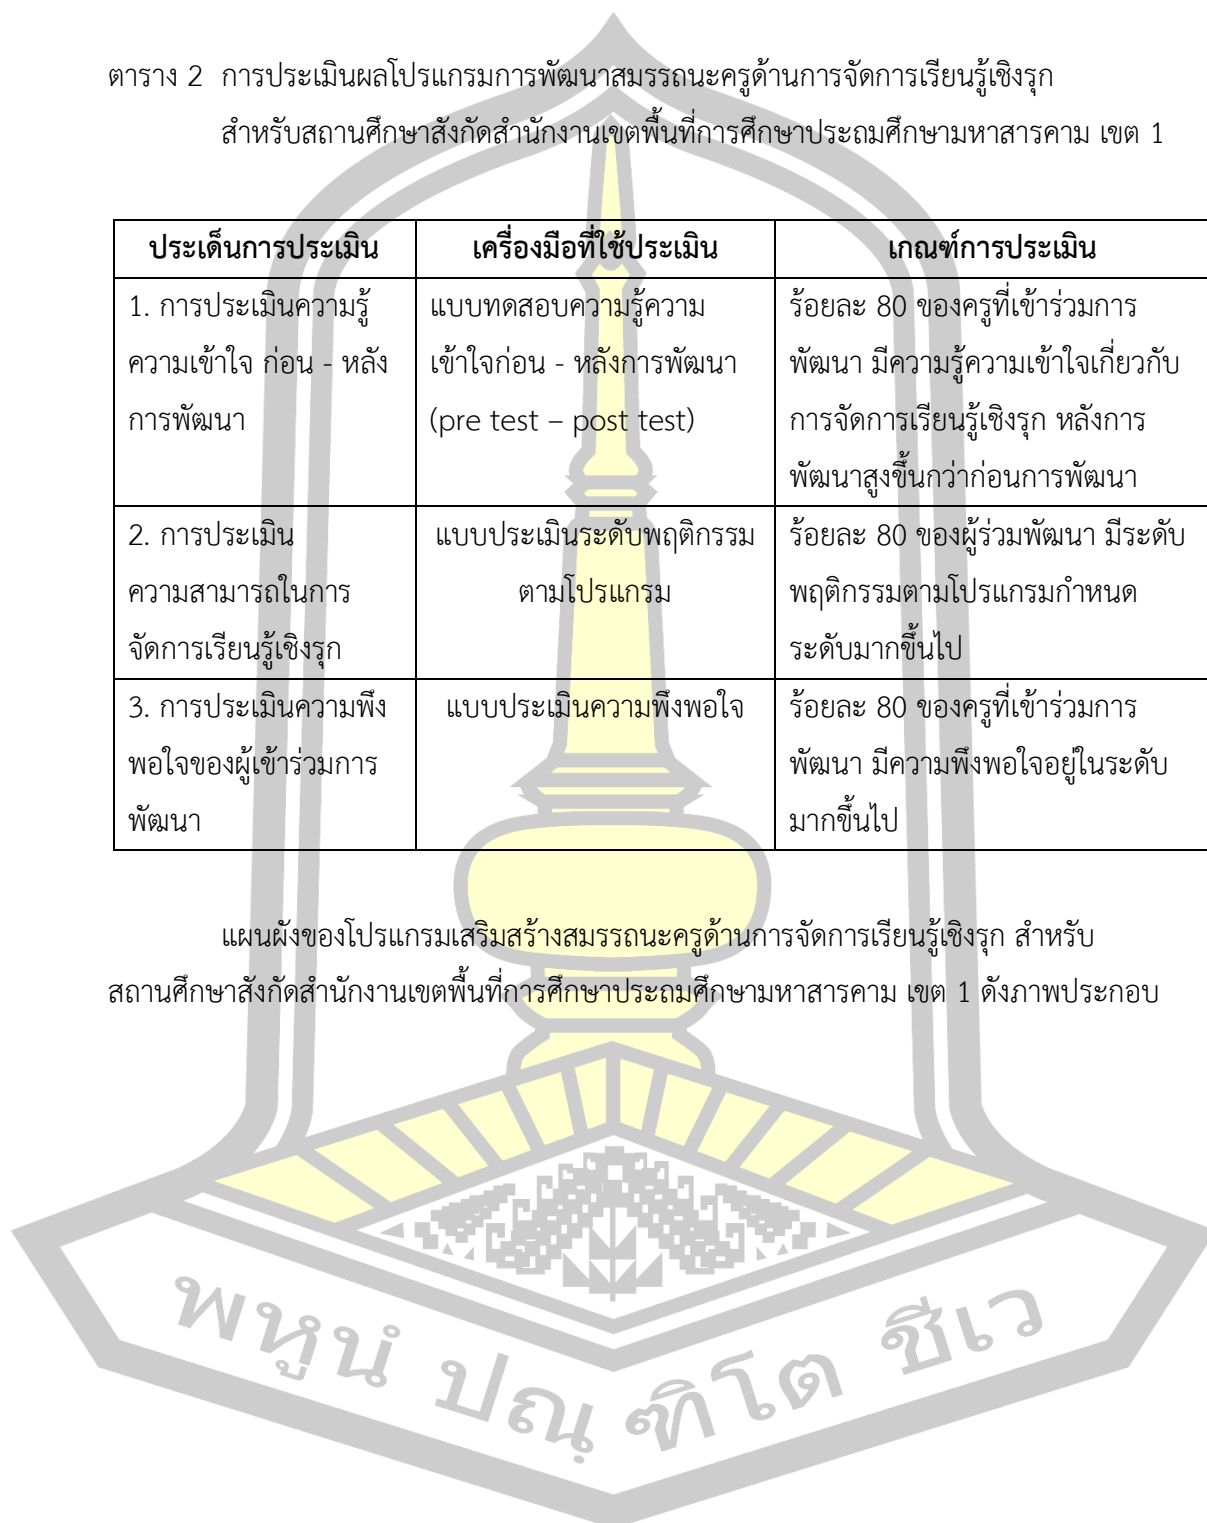 ตาราง 2 การประเมินผลโปรแกรมการพัฒนาสมรรถนะครูด้านการจัดการเรียนรู้เชิงรุก
สำหรับสถานศึกษาสังกัดสำนักงานเขตพื้นที่การศึกษาประถมศึกษามหาสารคาม เขต 1
ประเด็นการประเมิน
เครื่องมือที่ใช้ประเมิน
เกณฑ์การประเมิน
1. การประเมินความรู้
ความเข้าใจ ก่อน - หลัง
การพัฒนา
แบบทดสอบความรู้ความ
เข้าใจก่อน - หลังการพัฒนา
(pre test – post test)
ร้อยละ 80 ของครูที่เข้าร่วมการ
พัฒนา มีความรู้ความเข้าใจเกี่ยวกับ
การจัดการเรียนรู้เชิงรุก หลังการ
พัฒนาสูงขึ้นกว่าก่อนการพัฒนา
2. การประเมิน
ความสามารถในการ
จัดการเรียนรู้เชิงรุก
แบบประเมินระดับพฤติกรรม
ตามโปรแกรม
ร้อยละ 80 ของผู้ร่วมพัฒนา มีระดับ
พฤติกรรมตามโปรแกรมกำหนด
ระดับมากขึ้นไป
3. การประเมินความพึง
พอใจของผู้เข้าร่วมการ
พัฒนา
แบบประเมินความพึงพอใจ
ร้อยละ 80 ของครูที่เข้าร่วมการ
พัฒนา มีความพึงพอใจอยู่ในระดับ
มากขึ้นไป
แผนผังของโปรแกรมเสริมสร้างสมรรถนะครูด้านการจัดการเรียนรู้เชิงรุก สำหรับ
สถานศึกษาสังกัดสำนักงานเขตพื้นที่การศึกษาประถมศึกษามหาสารคาม เขต 1 ดังภาพประกอบ
พหูนํ ปณฺ ฑิโต ชีเว